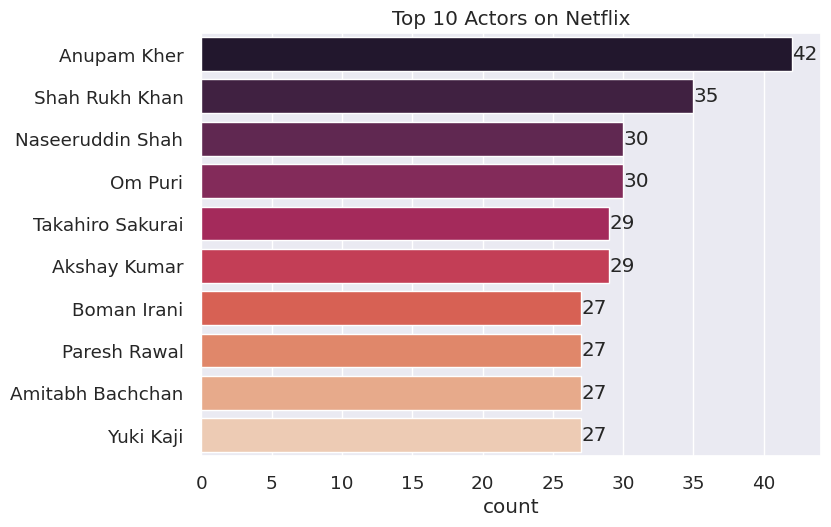 Top 10 Actors on Netflix
Anupam Kher 42
Shah Rukh Khan 35
Naseeruddin Shah 30
Om Puri 30
Takahiro Sakurai 29
Akshay Kumar 29
Boman Irani 27
Paresh Rawal 27
Amitabh Bachchan 27
Yuki Kaji 27
0 5 10 15 20 25 30 35 40
count